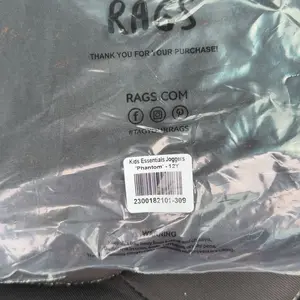 RAGS
THANK YOU FOR YOUR PURCHASE!
RAGS.COM
#TAGYOURRAGS
Kids Essentials Joggers
'Phantom' - 12Y
2300182101-309
WARNING